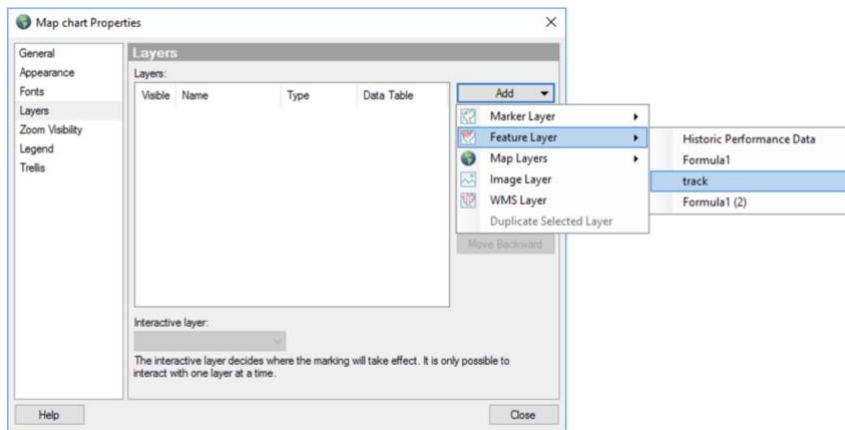 Map chart Properties
General
Appearance
Fonts
Layers
Zoom Visibility
Legend
Trellis
Layers
Layers:
Visible Name Type Data Table
Add
Marker Layer
Feature Layer
Map Layers
Image Layer
WMS Layer
Duplicate Selected Layer
Move Backward
Historic Performance Data
Formula1
track
Formula1 (2)
Interactive layer:
The interactive layer decides where the marking will take effect. It is only possible to
interact with one layer at a time.
Help
Close